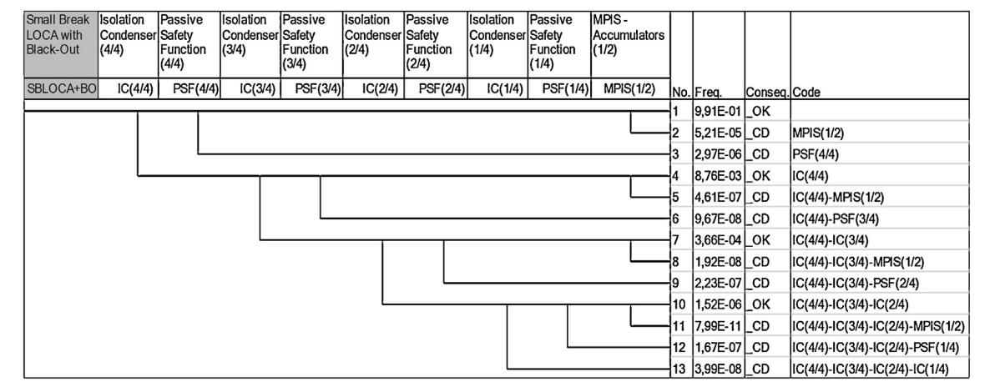 Small Break LOCA with Black-Out
Isolation Condenser (4/4)
Passive Safety Function (4/4)
Isolation Condenser (3/4)
Passive Safety Function (3/4)
Isolation Condenser (2/4)
Passive Safety Function (2/4)
Isolation Condenser (1/4)
Passive Safety Function (1/4)
MPIS - Accumulators (1/2)
SBLOCA+BO IC(4/4) PSF(4/4) IC(3/4) PSF(3/4) IC(2/4) PSF(2/4) IC(1/4) PSF(1/4) MPIS(1/2) No. Freq. Conseq. Code
1 9,91E-01 _OK
2 5,21E-05 _CD MPIS(1/2)
3 2,97E-06 _CD PSF(4/4)
4 8,76E-03 _OK IC(4/4)
5 4,61E-07 _CD IC(4/4)-MPIS(1/2)
6 9,67E-08 _CD IC(4/4)-PSF(3/4)
7 3,66E-04 _OK IC(4/4)-IC(3/4)
8 1,92E-08 _CD IC(4/4)-IC(3/4)-MPIS(1/2)
9 2,23E-07 _CD IC(4/4)-IC(3/4)-PSF(2/4)
10 1,52E-06 _OK IC(4/4)-IC(3/4)-IC(2/4)
11 7,99E-11 _CD IC(4/4)-IC(3/4)-IC(2/4)-MPIS(1/2)
12 1,67E-07 _CD IC(4/4)-IC(3/4)-IC(2/4)-PSF(1/4)
13 3,99E-08 _CD IC(4/4)-IC(3/4)-IC(2/4)-IC(1/4)